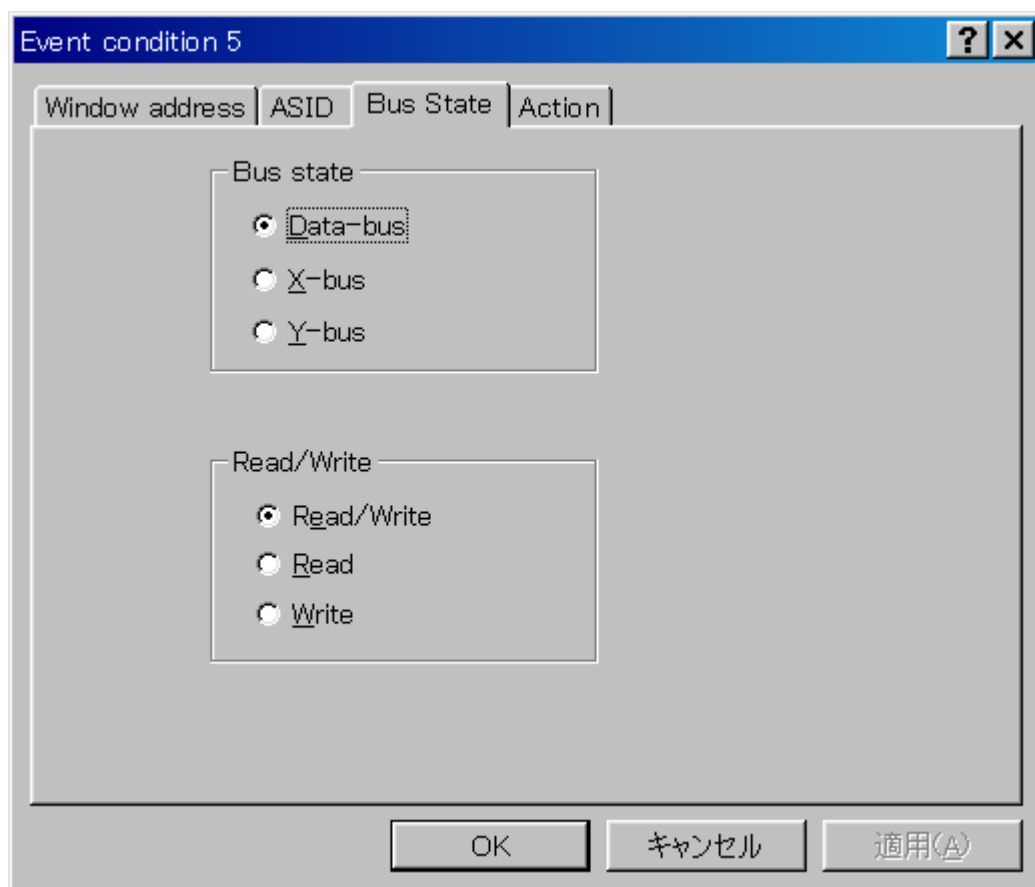 Event condition 5
Window address ASID Bus State Action
Bus state
Data-bus
X-bus
Y-bus
Read/Write
Read/Write
Read
Write
OK キャンセル 適用(A)